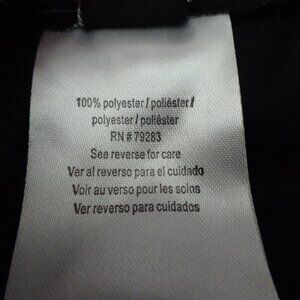 100% polyester / poliéster /
polyester / poliéster
RN # 79283
See reverse for care
Ver al reverso para el cuidado
Voir au verso pour les soins
Ver reverso para cuidados